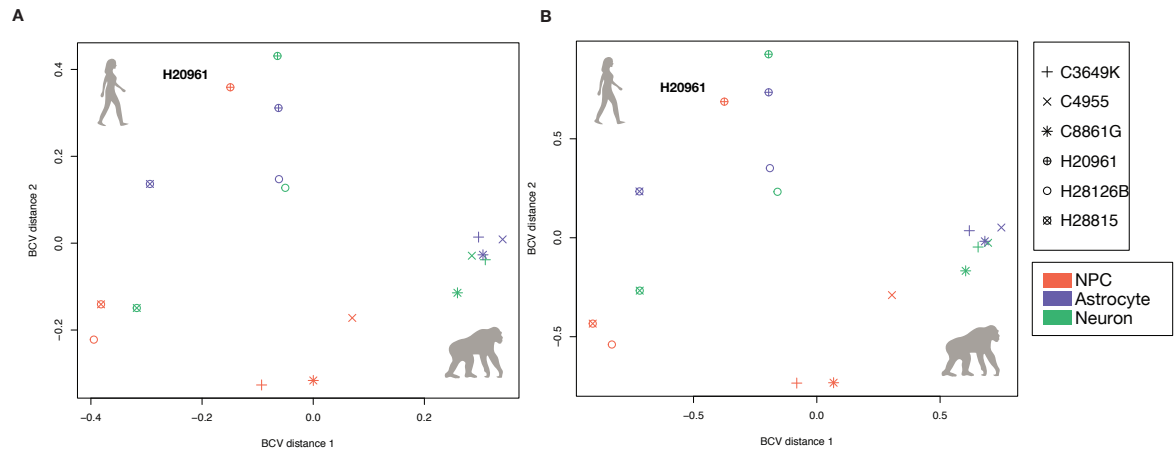 A
H20961
0.4
0.2
0.0
−0.2
BCV distance 2
−0.4
−0.2
0.0
0.2
BCV distance 1
B
H20961
0.5
0.0
−0.5
BCV distance 2
−0.5
0.0
0.5
BCV distance 1
C3649K
C4955
C8861G
H20961
H28126B
H28815
NPC
Astrocyte
Neuron